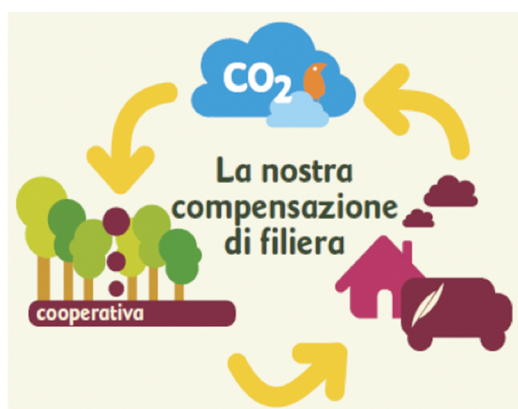 CO₂
La nostra
compensazione
di filiera
cooperativa